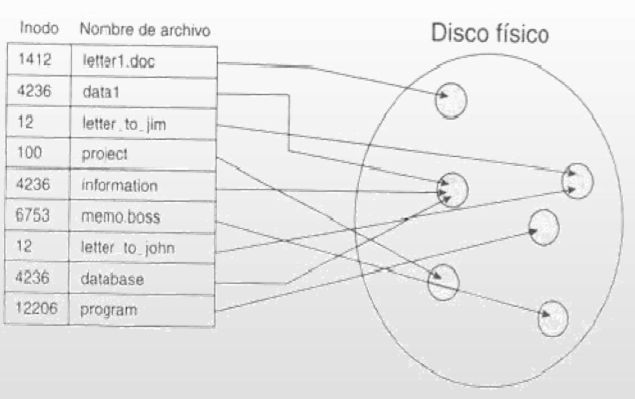 Inodo Nombre de archivo
Disco físico
1412 letter1.doc
4236 data1
12 letter_to_jim
100 project
4236 information
6753 memo.boss
12 letter_to_john
4236 database
12206 program